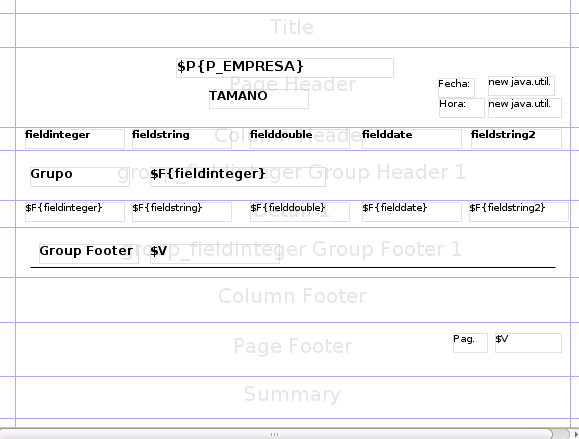 Title
$P{P_EMPRESA}
Page Header
Fecha: new java.util.
TAMANO
Hora: new java.util.
Column Header
fieldinteger fieldstring fielddouble fielddate fieldstring2
group_fieldinteger Group Header 1
Grupo $F{fieldinteger}
Detail 1
$F{fieldinteger} $F{fieldstring} $F{fielddouble} $F{fielddate} $F{fieldstring2}
group_fieldinteger Group Footer 1
Group Footer $V
Column Footer
Page Footer
Pag. $V
Summary